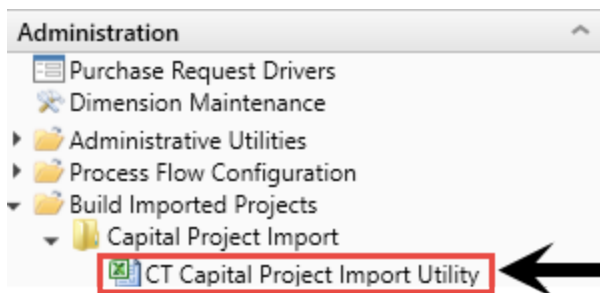 Administration
Purchase Request Drivers
Dimension Maintenance
Administrative Utilities
Process Flow Configuration
Build Imported Projects
Capital Project Import
CT Capital Project Import Utility